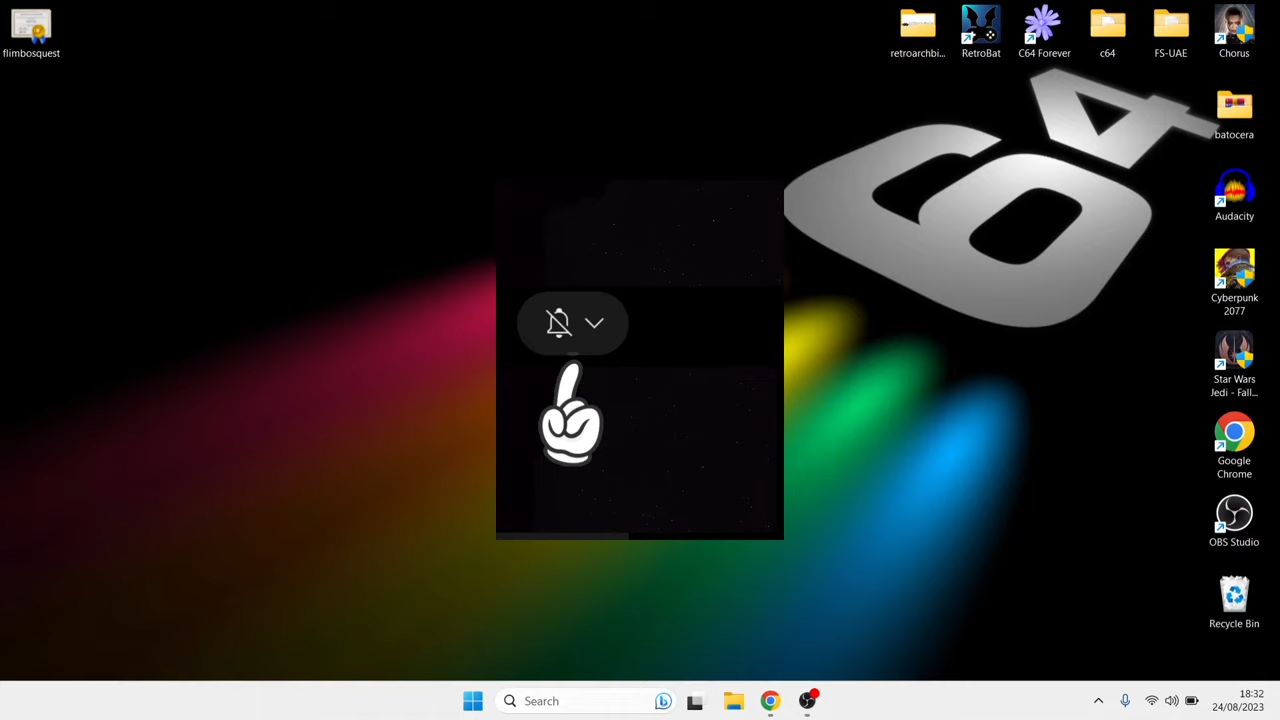 flimbosquest
retroarchbi...
RetroBat
C64 Forever
c64
FS-UAE
Chorus
64
batocera
Audacity
Cyberpunk
2077
Star Wars
Jedi - Fall...
Google
Chrome
OBS Studio
Recycle Bin
Search
18:32
24/08/2023